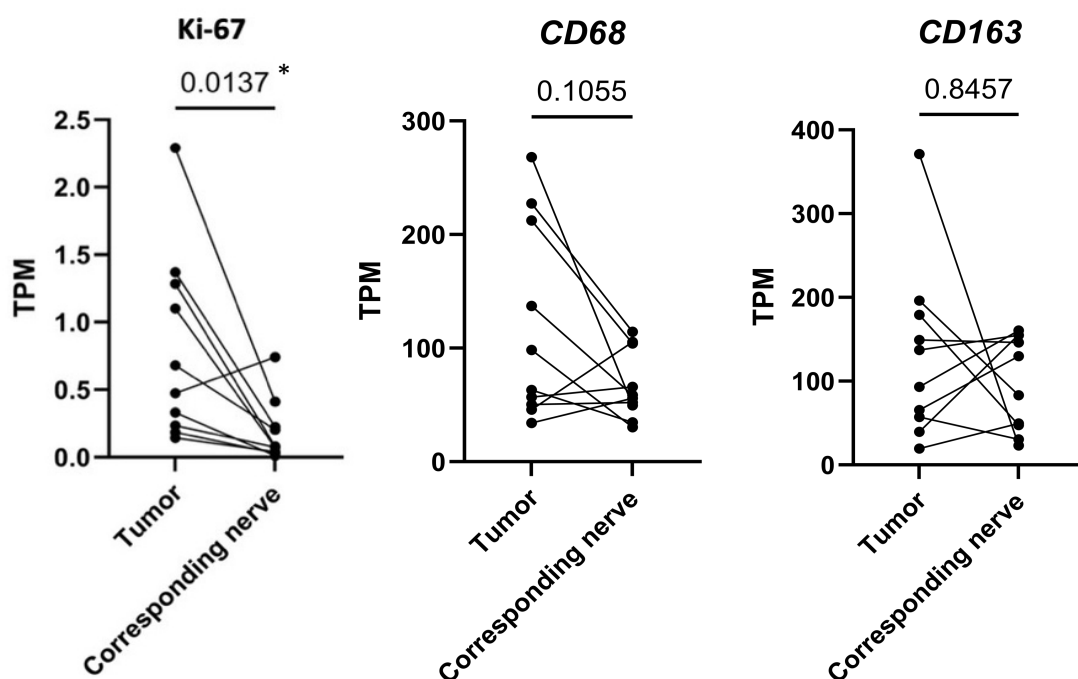 Ki-67
0.0137 *
TPM
2.5
2.0
1.5
1.0
0.5
0.0
Tumor
Corresponding nerve
CD68
0.1055
TPM
300
200
100
0
Tumor
Corresponding nerve
CD163
0.8457
TPM
400
300
200
100
0
Tumor
Corresponding nerve